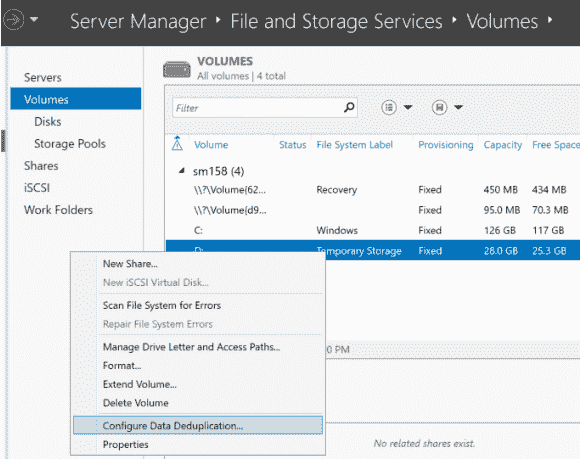 Server Manager ‣ File and Storage Services ‣ Volumes ‣
Servers
Volumes
Disks
Storage Pools
Shares
iSCSI
Work Folders
VOLUMES
All volumes | 4 total
Filter
Volume Status File System Label Provisioning Capacity Free Space
sm158 (4)
\\?\Volume{62... Recovery Fixed 450 MB 434 MB
\\?\Volume{d9... Fixed 95.0 MB 70.3 MB
C: Windows Fixed 126 GB 117 GB
D: Temporary Storage Fixed 28.0 GB 25.3 GB
New Share...
New iSCSI Virtual Disk...
Scan File System for Errors
Repair File System Errors
Manage Drive Letter and Access Paths...
0 PM
Format...
Extend Volume...
Delete Volume
Configure Data Deduplication...
Properties
No related shares exist.